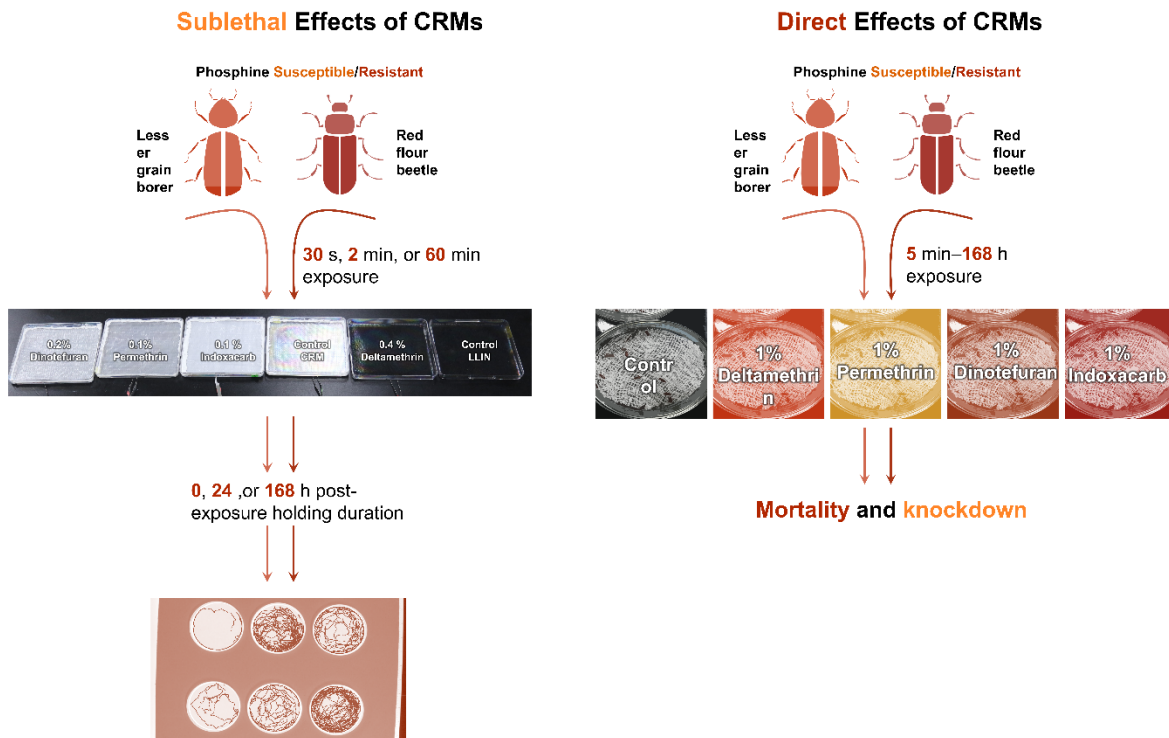 Sublethal Effects of CRMs
Phosphine Susceptible/Resistant
Less
er
grain
borer
Red
flour
beetle
30 s, 2 min, or 60 min
exposure
0.2%
Dinotefuran
0.1%
Permethrin
0.1 %
Indoxacarb
Control
CRM
0.4 %
Deltamethrin
Control
LLIN
0, 24 ,or 168 h post-
exposure holding duration
Direct Effects of CRMs
Phosphine Susceptible/Resistant
Less
er
grain
borer
Red
flour
beetle
5 min–168 h
exposure
Contr
ol
1%
Deltamethri
n
1%
Permethrin
1%
Dinotefuran
1%
Indoxacarb
Mortality and knockdown